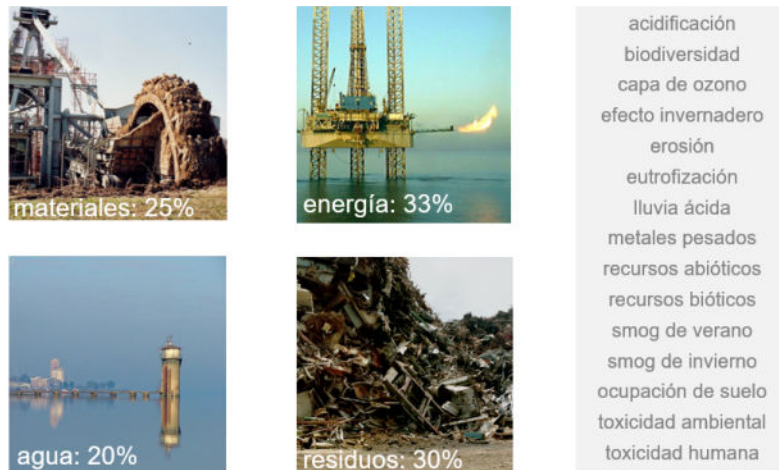 materiales: 25%
energía: 33%
agua: 20%
residuos: 30%
acidificación
biodiversidad
capa de ozono
efecto invernadero
erosión
eutrofización
lluvia ácida
metales pesados
recursos abióticos
recursos bióticos
smog de verano
smog de invierno
ocupación de suelo
toxicidad ambiental
toxicidad humana